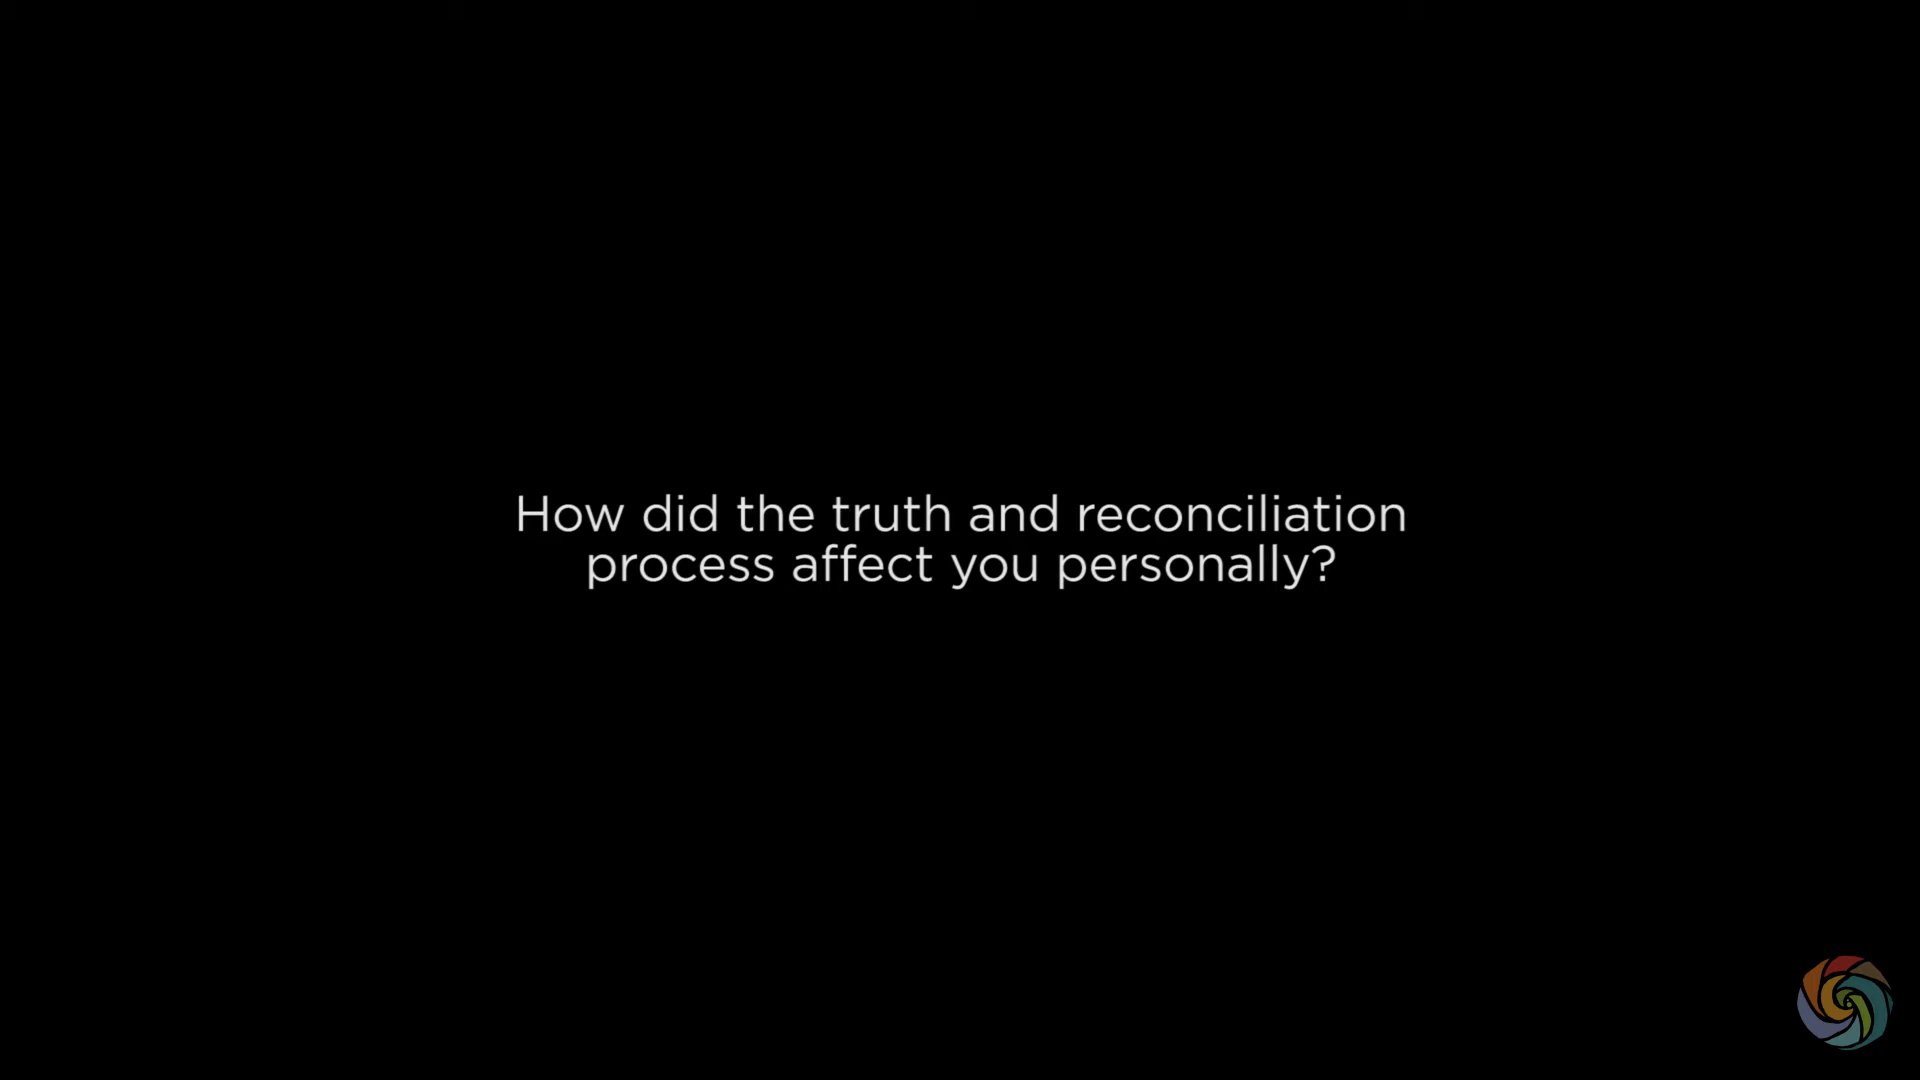 How did the truth and reconciliation
process affect you personally?